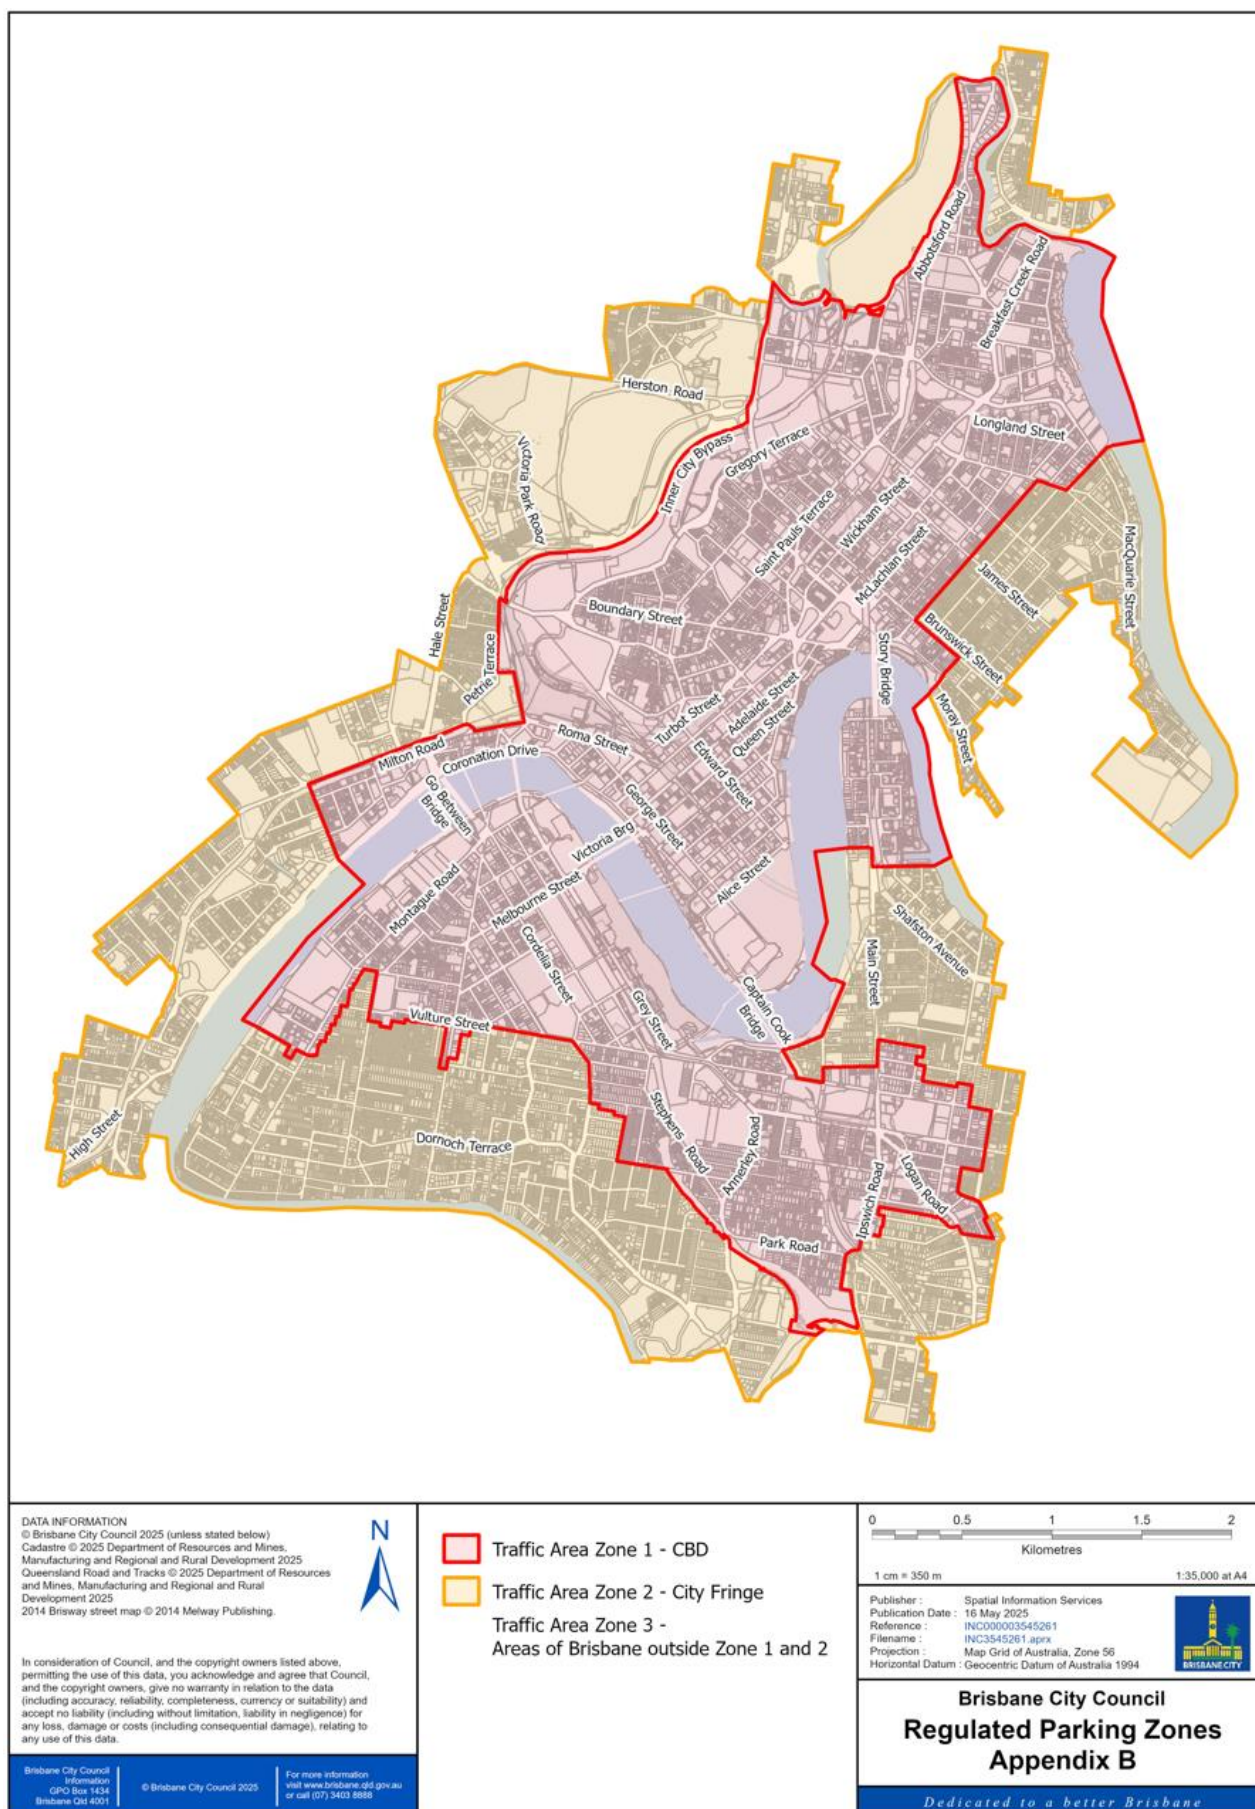 Abbotsford Road
Breakfast Creek Road
Herston Road
Longland Street
Inner City Bypass
Gregory Terrace
Victoria Park Road
Saint Pauls Terrace
Wickham Street
McLachlan Street
MacQuarie Street
James Street
Hale Street
Boundary Street
Brunswick Street
Petrie Terrace
Story Bridge
Moray Street
Turbot Street
Adelaide Street
Queen Street
Roma Street
Milton Road
Coronation Drive
Edward Street
Go Between
Bridge
George Street
Victoria Brg
Alice Street
Montague Road
Melbourne Street
Shafston Avenue
Cordelia Street
Main Street
Captain Cook
Bridge
Vulture Street
Grey Street
High Street
Dornoch Terrace
Stephens Road
Annerley Road
Ipswich Road
Logan Road
Park Road
DATA INFORMATION
© Brisbane City Council 2025 (unless stated below)
Cadastre © 2025 Department of Resources and Mines,
Manufacturing and Regional and Rural Development 2025
Queensland Road and Tracks © 2025 Department of Resources
and Mines, Manufacturing and Regional and Rural
Development 2025
2014 Brisway street map © 2014 Melway Publishing.
N
In consideration of Council, and the copyright owners listed above,
permitting the use of this data, you acknowledge and agree that Council,
and the copyright owners, give no warranty in relation to the data
(including accuracy, reliability, completeness, currency or suitability) and
accept no liability (including without limitation, liability in negligence) for
any loss, damage or costs (including consequential damage), relating to
any use of this data.
Brisbane City Council
Information
GPO Box 1434
Brisbane Qld 4001
© Brisbane City Council 2025
For more information
visit www.brisbane.qld.gov.au
or call (07) 3403 8888
Traffic Area Zone 1 - CBD
Traffic Area Zone 2 - City Fringe
Traffic Area Zone 3 -
Areas of Brisbane outside Zone 1 and 2
0 0.5 1 1.5 2
Kilometres
1 cm = 350 m 1:35,000 at A4
Publisher : Spatial Information Services
Publication Date : 16 May 2025
Reference : INC000003545261
Filename : INC3545261.aprx
Projection : Map Grid of Australia, Zone 56
Horizontal Datum : Geocentric Datum of Australia 1994
BRISBANE CITY
Brisbane City Council
Regulated Parking Zones
Appendix B
Dedicated to a better Brisbane